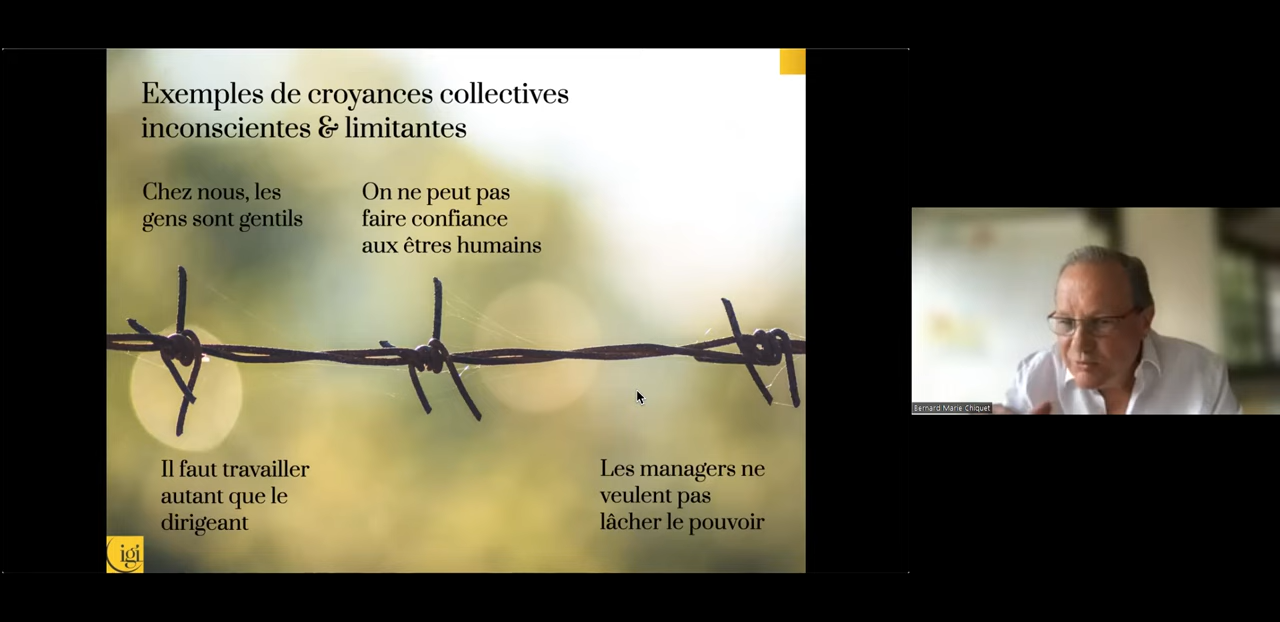 Exemples de croyances collectives
inconscientes & limitantes
Chez nous, les
gens sont gentils
On ne peut pas
faire confiance
aux êtres humains
Il faut travailler
autant que le
dirigeant
Les managers ne
veulent pas
lâcher le pouvoir
igi
Bernard Marie Chiquet